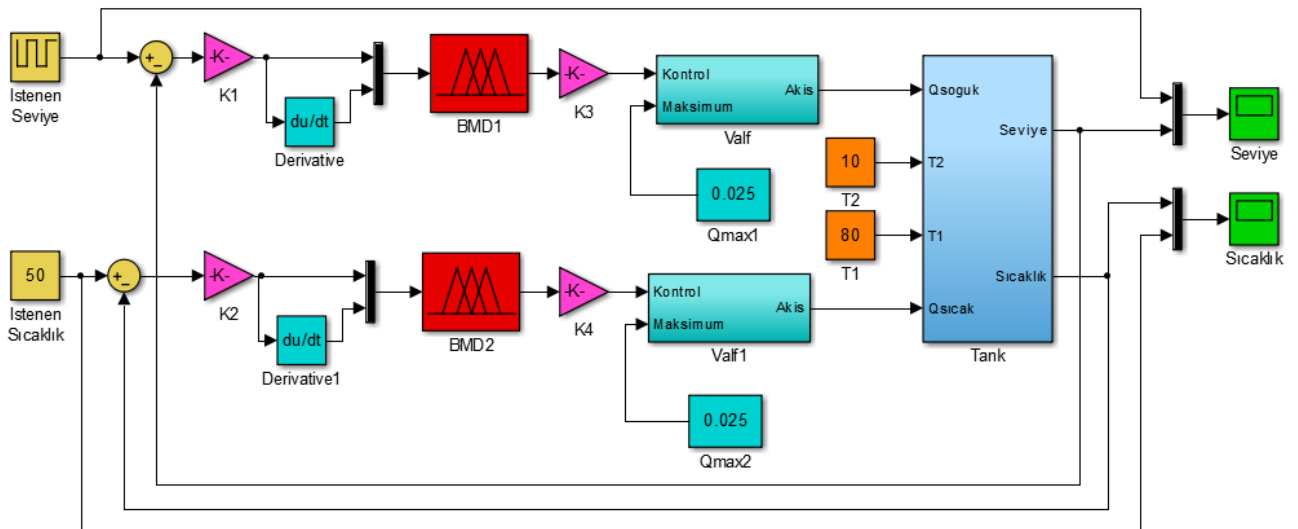 Istenen
Seviye
+
−
-K-
K1
du/dt
Derivative
BMD1
-K-
K3
Kontrol
Maksimum
Akis
Valf
0.025
Qmax1
10
T2
80
T1
Qsoguk
T2
T1
Qsıcak
Seviye
Sıcaklık
Tank
Seviye
Sıcaklık
50
Istenen
Sıcaklık
+
−
-K-
K2
du/dt
Derivative1
BMD2
-K-
K4
Kontrol
Maksimum
Akis
Valf1
0.025
Qmax2